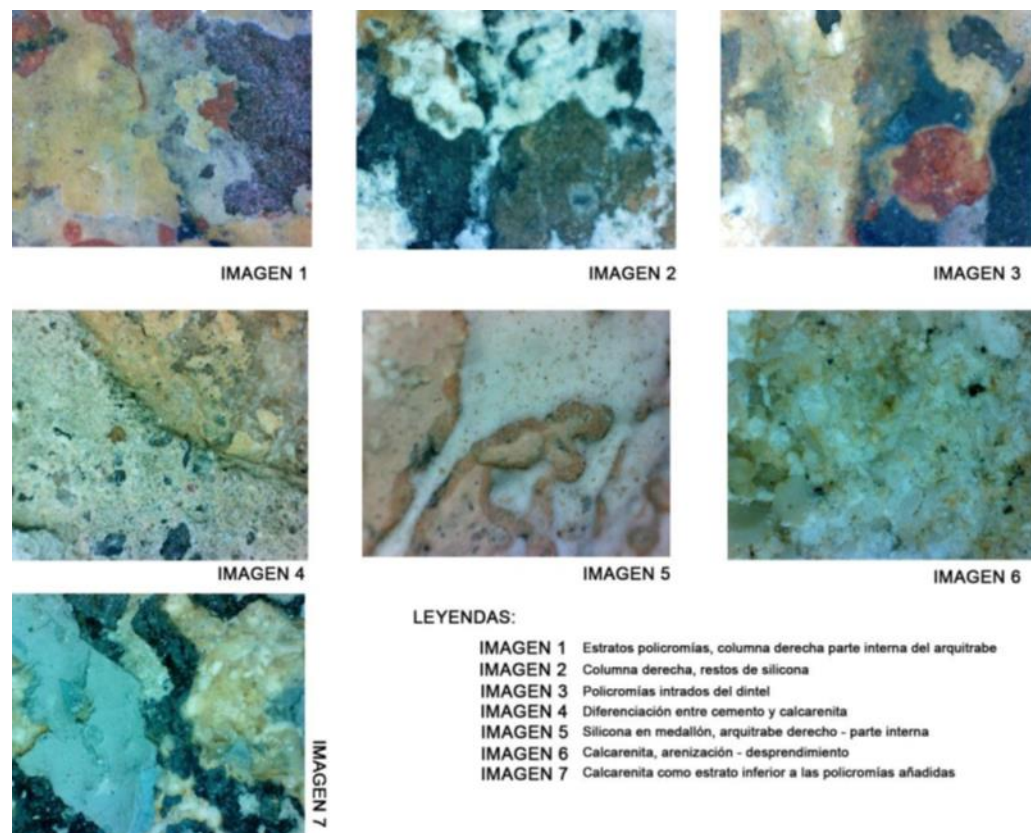 IMAGEN 1
IMAGEN 2
IMAGEN 3
IMAGEN 4
IMAGEN 5
IMAGEN 6
IMAGEN 7
LEYENDAS:
IMAGEN 1 Estratos policromías, columna derecha parte interna del arquitrabe
IMAGEN 2 Columna derecha, restos de silicona
IMAGEN 3 Policromías intrados del dintel
IMAGEN 4 Diferenciación entre cemento y calcarenita
IMAGEN 5 Silicona en medallón, arquitrabe derecho - parte interna
IMAGEN 6 Calcarenita, arenización - desprendimiento
IMAGEN 7 Calcarenita como estrato inferior a las policromías añadidas